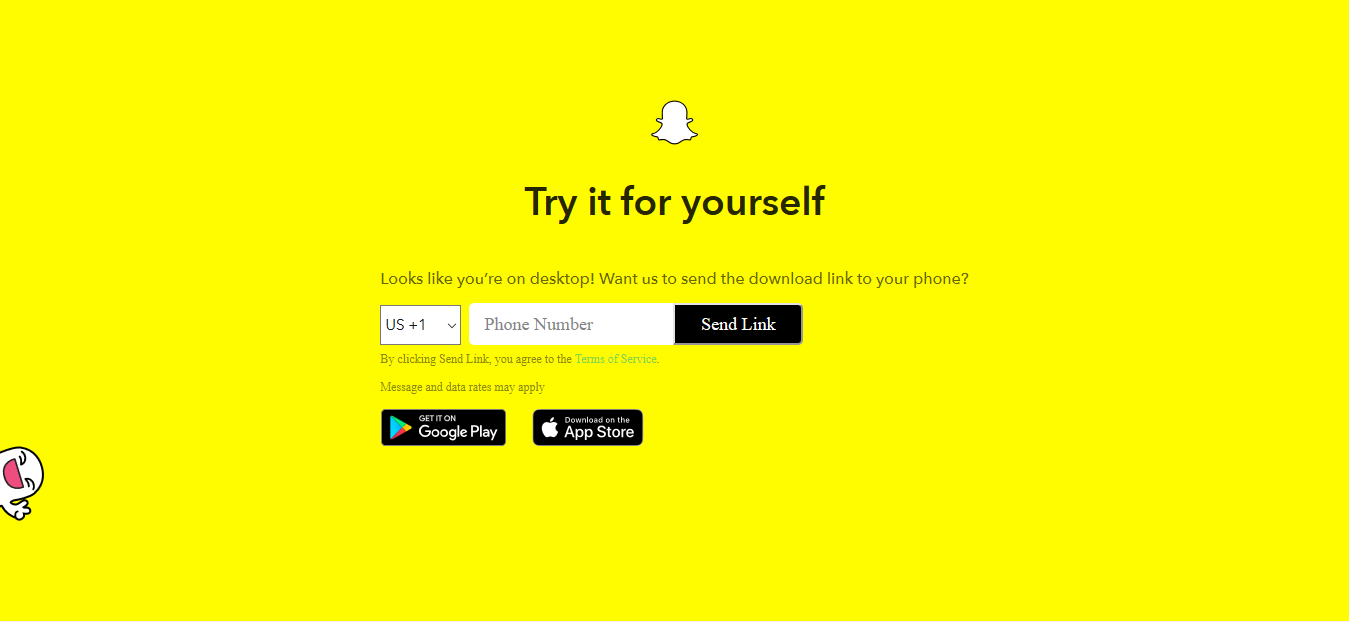 Try it for yourself
Looks like you’re on desktop! Want us to send the download link to your phone?
US +1
Phone Number
Send Link
By clicking Send Link, you agree to the Terms of Service.
Message and data rates may apply
GET IT ON
Google Play
Download on the
App Store